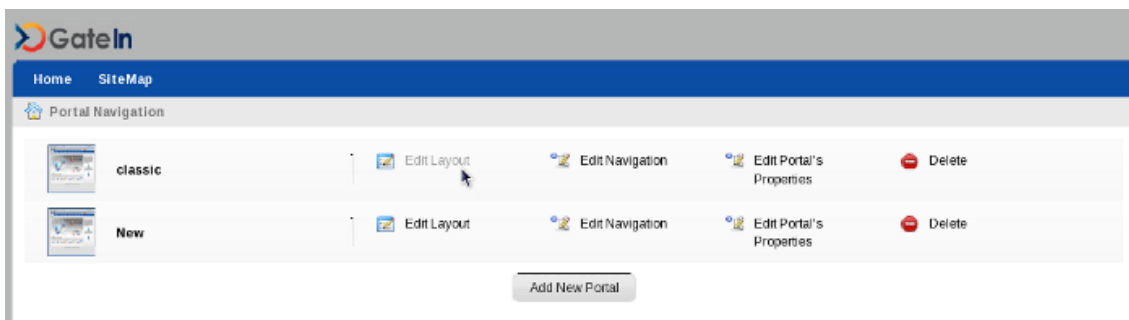 GateIn
Home SiteMap
Portal Navigation
classic Edit Layout Edit Navigation Edit Portal's Properties Delete
New Edit Layout Edit Navigation Edit Portal's Properties Delete
Add New Portal